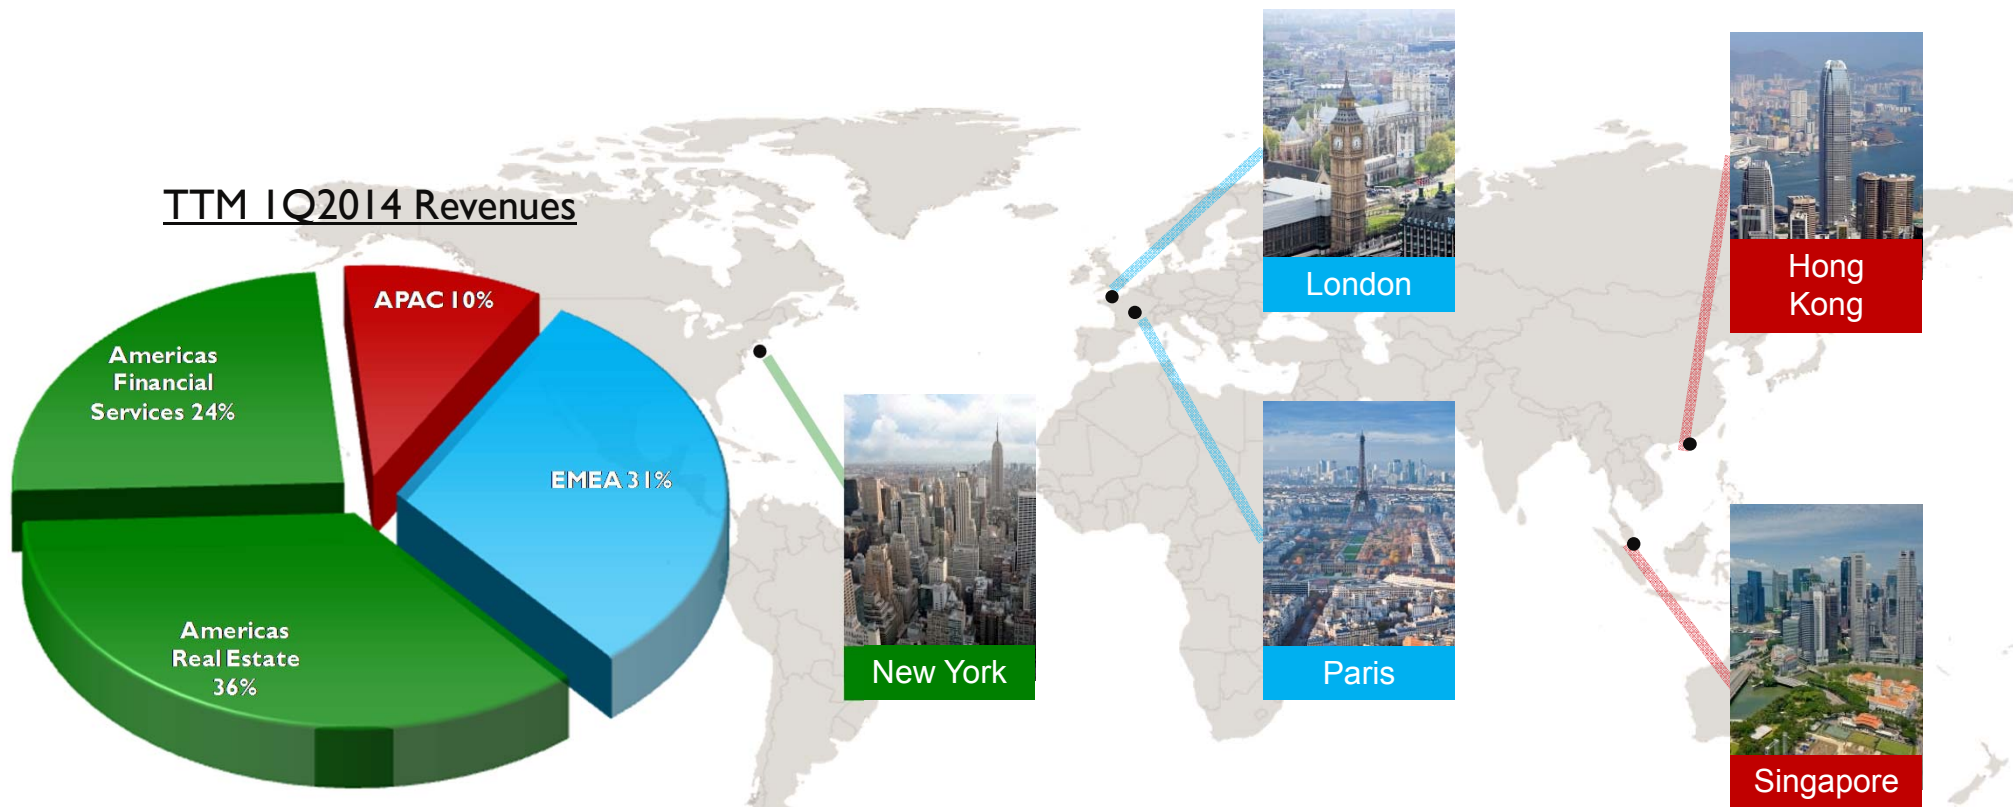 TTM 1Q2014 Revenues
APAC 10%
Americas
Financial
Services 24%
EMEA 31%
Americas
Real Estate
36%
London
Hong
Kong
New York
Paris
Singapore